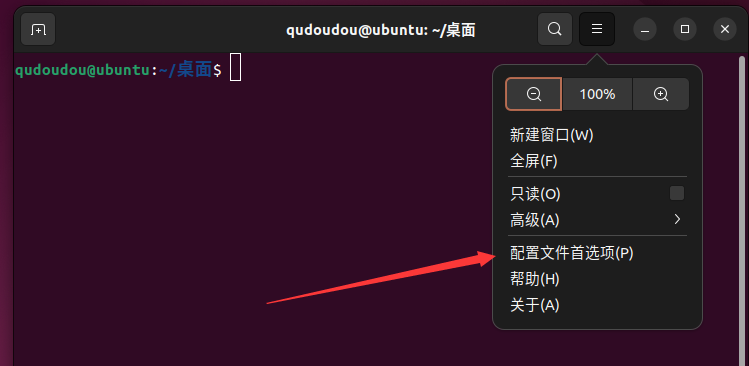 qudoudou@ubuntu: ~/桌面
qudoudou@ubuntu:~/桌面$
100%
新建窗口(W)
全屏(F)
只读(O)
高级(A)
配置文件首选项(P)
帮助(H)
关于(A)